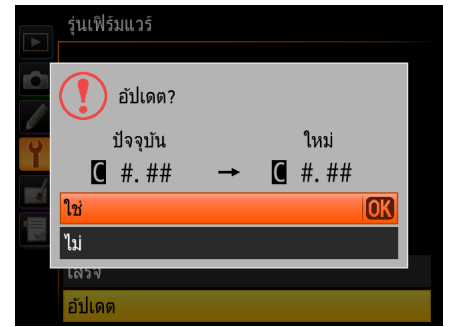 รุ่นเฟิร์มแวร์
อัปเดต?
ปัจจุบัน ใหม่
C #.## → C #.##
ใช่ OK
ไม่
เสร็จ
อัปเดต